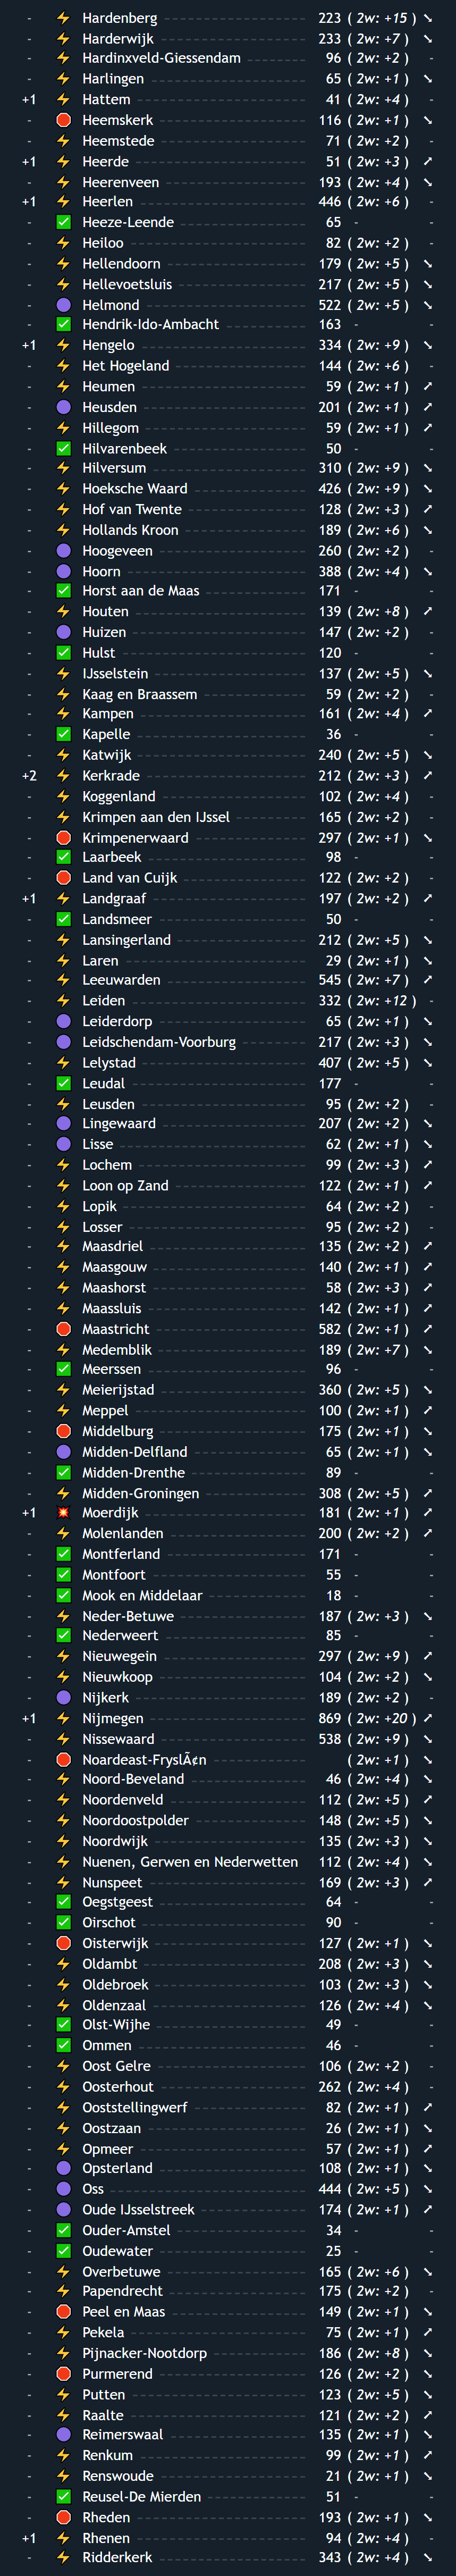 - ⚡ Hardenberg 223 ( 2w: +15 ) ↘
- ⚡ Harderwijk 233 ( 2w: +7 ) ↘
- ⚡ Hardinxveld-Giessendam 96 ( 2w: +2 ) -
- ⚡ Harlingen 65 ( 2w: +1 ) ↘
+1 ⚡ Hattem 41 ( 2w: +4 ) -
- 🛑 Heemskerk 116 ( 2w: +1 ) ↘
- ⚡ Heemstede 71 ( 2w: +2 ) -
+1 ⚡ Heerde 51 ( 2w: +3 ) ↗
- ⚡ Heerenveen 193 ( 2w: +4 ) ↘
+1 ⚡ Heerlen 446 ( 2w: +6 ) -
- ✅ Heeze-Leende 65 - -
- ⚡ Heiloo 82 ( 2w: +2 ) -
- ⚡ Hellendoorn 179 ( 2w: +5 ) ↘
- ⚡ Hellevoetsluis 217 ( 2w: +5 ) ↘
- 🟣 Helmond 522 ( 2w: +5 ) ↘
- ✅ Hendrik-Ido-Ambacht 163 - -
+1 ⚡ Hengelo 334 ( 2w: +9 ) ↘
- ⚡ Het Hogeland 144 ( 2w: +6 ) -
- ⚡ Heumen 59 ( 2w: +1 ) ↗
- 🟣 Heusden 201 ( 2w: +1 ) ↗
- ⚡ Hillegom 59 ( 2w: +1 ) ↗
- ✅ Hilvarenbeek 50 - -
- ⚡ Hilversum 310 ( 2w: +9 ) ↘
- ⚡ Hoeksche Waard 426 ( 2w: +9 ) ↘
- ⚡ Hof van Twente 128 ( 2w: +3 ) ↗
- ⚡ Hollands Kroon 189 ( 2w: +6 ) ↘
- 🟣 Hoogeveen 260 ( 2w: +2 ) -
- 🟣 Hoorn 388 ( 2w: +4 ) ↘
- ✅ Horst aan de Maas 171 - -
- ⚡ Houten 139 ( 2w: +8 ) ↗
- 🟣 Huizen 147 ( 2w: +2 ) -
- ✅ Hulst 120 - -
- ⚡ IJsselstein 137 ( 2w: +5 ) ↘
- ⚡ Kaag en Braassem 59 ( 2w: +2 ) -
- ⚡ Kampen 161 ( 2w: +4 ) ↗
- ✅ Kapelle 36 - -
- ⚡ Katwijk 240 ( 2w: +5 ) ↘
+2 ⚡ Kerkrade 212 ( 2w: +3 ) ↗
- ⚡ Koggenland 102 ( 2w: +4 ) -
- ⚡ Krimpen aan den IJssel 165 ( 2w: +2 ) -
- 🛑 Krimpenerwaard 297 ( 2w: +1 ) ↘
- ✅ Laarbeek 98 - -
- 🛑 Land van Cuijk 122 ( 2w: +2 ) -
+1 ⚡ Landgraaf 197 ( 2w: +2 ) ↗
- ✅ Landsmeer 50 - -
- ⚡ Lansingerland 212 ( 2w: +5 ) ↘
- ⚡ Laren 29 ( 2w: +1 ) ↘
- ⚡ Leeuwarden 545 ( 2w: +7 ) ↗
- ⚡ Leiden 332 ( 2w: +12 ) -
- 🟣 Leiderdorp 65 ( 2w: +1 ) ↘
- 🟣 Leidschendam-Voorburg 217 ( 2w: +3 ) ↘
- ⚡ Lelystad 407 ( 2w: +5 ) ↘
- ✅ Leudal 177 - -
- ⚡ Leusden 95 ( 2w: +2 ) -
- 🟣 Lingewaard 207 ( 2w: +2 ) ↘
- 🟣 Lisse 62 ( 2w: +1 ) ↘
- ⚡ Lochem 99 ( 2w: +3 ) ↗
- ⚡ Loon op Zand 122 ( 2w: +1 ) ↗
- ⚡ Lopik 64 ( 2w: +2 ) -
- ⚡ Losser 95 ( 2w: +2 ) -
- ⚡ Maasdriel 135 ( 2w: +2 ) ↗
- ⚡ Maasgouw 140 ( 2w: +1 ) ↗
- ⚡ Maashorst 58 ( 2w: +3 ) ↗
- ⚡ Maassluis 142 ( 2w: +1 ) ↗
- 🛑 Maastricht 582 ( 2w: +1 ) ↗
- ⚡ Medemblik 189 ( 2w: +7 ) ↘
- ✅ Meerssen 96 - -
- ⚡ Meierijstad 360 ( 2w: +5 ) ↘
- ⚡ Meppel 100 ( 2w: +1 ) ↗
- 🛑 Middelburg 175 ( 2w: +1 ) ↘
- 🟣 Midden-Delfland 65 ( 2w: +1 ) ↘
- ✅ Midden-Drenthe 89 - -
- ⚡ Midden-Groningen 308 ( 2w: +5 ) ↗
+1 💥 Moerdijk 181 ( 2w: +1 ) ↗
- ⚡ Molenlanden 200 ( 2w: +2 ) ↗
- ✅ Montferland 171 - -
- ✅ Montfoort 55 - -
- ✅ Mook en Middelaar 18 - -
- ⚡ Neder-Betuwe 187 ( 2w: +3 ) ↘
- ✅ Nederweert 85 - -
- ⚡ Nieuwegein 297 ( 2w: +9 ) ↗
- ⚡ Nieuwkoop 104 ( 2w: +2 ) ↘
- 🟣 Nijkerk 189 ( 2w: +2 ) -
+1 ⚡ Nijmegen 869 ( 2w: +20 ) ↗
- ⚡ Nissewaard 538 ( 2w: +9 ) ↘
- 🛑 Noardeast-FryslÃ¢n ( 2w: +1 ) ↘
- ⚡ Noord-Beveland 46 ( 2w: +4 ) ↘
- ⚡ Noordenveld 112 ( 2w: +5 ) ↗
- ⚡ Noordoostpolder 148 ( 2w: +5 ) ↘
- ⚡ Noordwijk 135 ( 2w: +3 ) ↘
- ⚡ Nuenen, Gerwen en Nederwetten 112 ( 2w: +4 ) ↘
- ⚡ Nunspeet 169 ( 2w: +3 ) ↗
- ✅ Oegstgeest 64 - -
- ✅ Oirschot 90 - -
- 🛑 Oisterwijk 127 ( 2w: +1 ) ↘
- ⚡ Oldambt 208 ( 2w: +3 ) ↘
- ⚡ Oldebroek 103 ( 2w: +3 ) ↘
- ⚡ Oldenzaal 126 ( 2w: +4 ) ↘
- ✅ Olst-Wijhe 49 - -
- ✅ Ommen 46 - -
- ⚡ Oost Gelre 106 ( 2w: +2 ) -
- ⚡ Oosterhout 262 ( 2w: +4 ) -
- ⚡ Ooststellingwerf 82 ( 2w: +1 ) ↗
- ⚡ Oostzaan 26 ( 2w: +1 ) ↘
- ⚡ Opmeer 57 ( 2w: +1 ) ↗
- 🟣 Opsterland 108 ( 2w: +1 ) ↘
- 🟣 Oss 444 ( 2w: +5 ) ↘
- 🟣 Oude IJsselstreek 174 ( 2w: +1 ) ↗
- ✅ Ouder-Amstel 34 - -
- ✅ Oudewater 25 - -
- ⚡ Overbetuwe 165 ( 2w: +6 ) ↘
- ⚡ Papendrecht 175 ( 2w: +2 ) -
- 🛑 Peel en Maas 149 ( 2w: +1 ) ↘
- ⚡ Pekela 75 ( 2w: +1 ) ↗
- ⚡ Pijnacker-Nootdorp 186 ( 2w: +8 ) ↘
- 🛑 Purmerend 126 ( 2w: +2 ) ↘
- ⚡ Putten 123 ( 2w: +5 ) ↘
- ⚡ Raalte 121 ( 2w: +2 ) ↗
- 🟣 Reimerswaal 135 ( 2w: +1 ) ↘
- ⚡ Renkum 99 ( 2w: +1 ) ↗
- ⚡ Renswoude 21 ( 2w: +1 ) ↘
- ✅ Reusel-De Mierden 51 - -
- 🛑 Rheden 193 ( 2w: +1 ) ↘
+1 ⚡ Rhenen 94 ( 2w: +4 ) -
- ⚡ Ridderkerk 343 ( 2w: +4 ) ↘